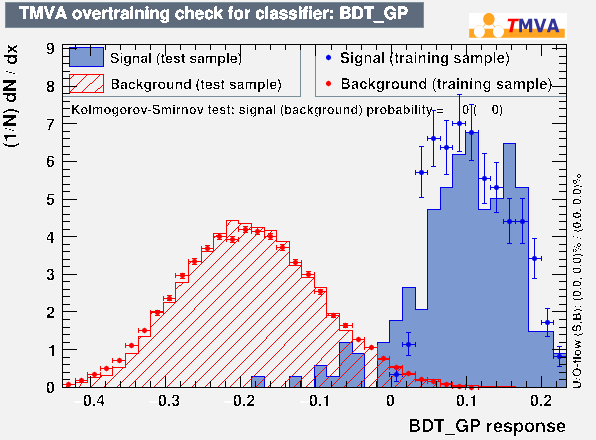 TMVA overtraining check for classifier: BDT_GP
TMVA
Signal (test sample)
Background (test sample)
Signal (training sample)
Background (training sample)
Kolmogorov-Smirnov test: signal (background) probability = 0 ( 0)
(1/N) dN / dx
9
8
7
6
5
4
3
2
1
0
-0.4 -0.3 -0.2 -0.1 0 0.1 0.2
BDT_GP response
U/O-flow (S,B): (0.0, 0.0)% / (0.0, 0.0)%